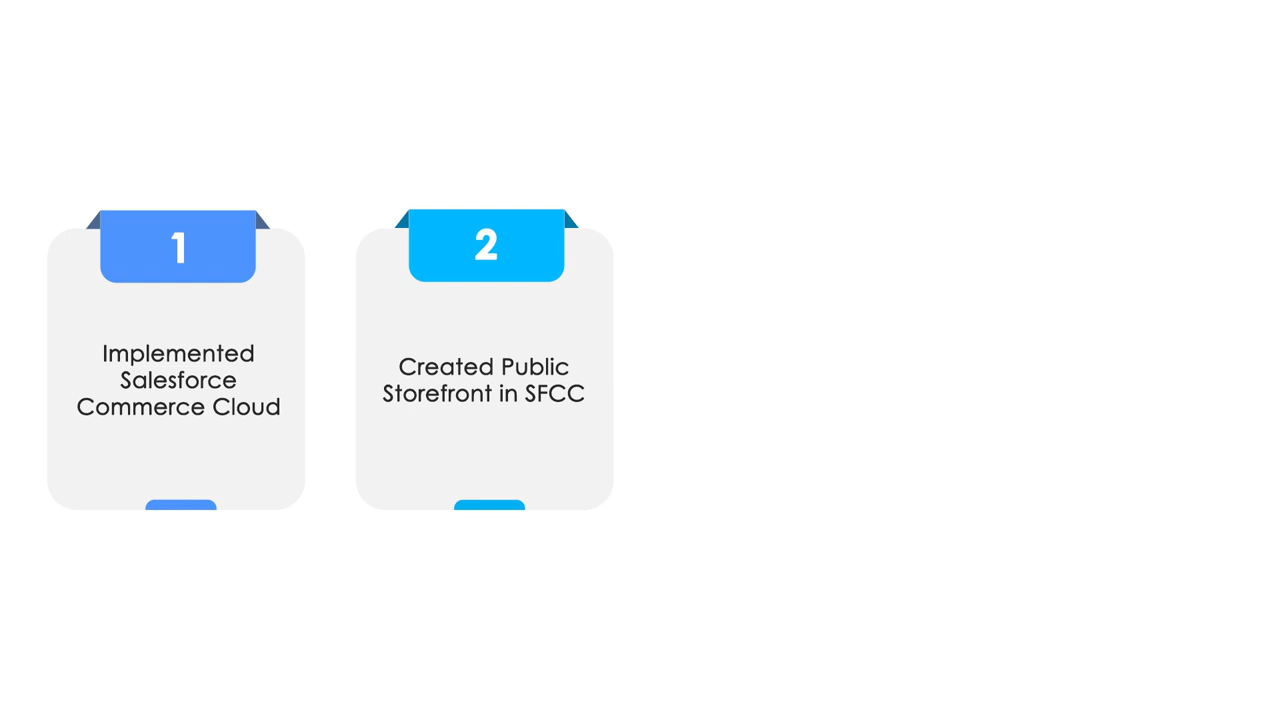 1
Implemented
Salesforce
Commerce Cloud
2
Created Public
Storefront in SFCC